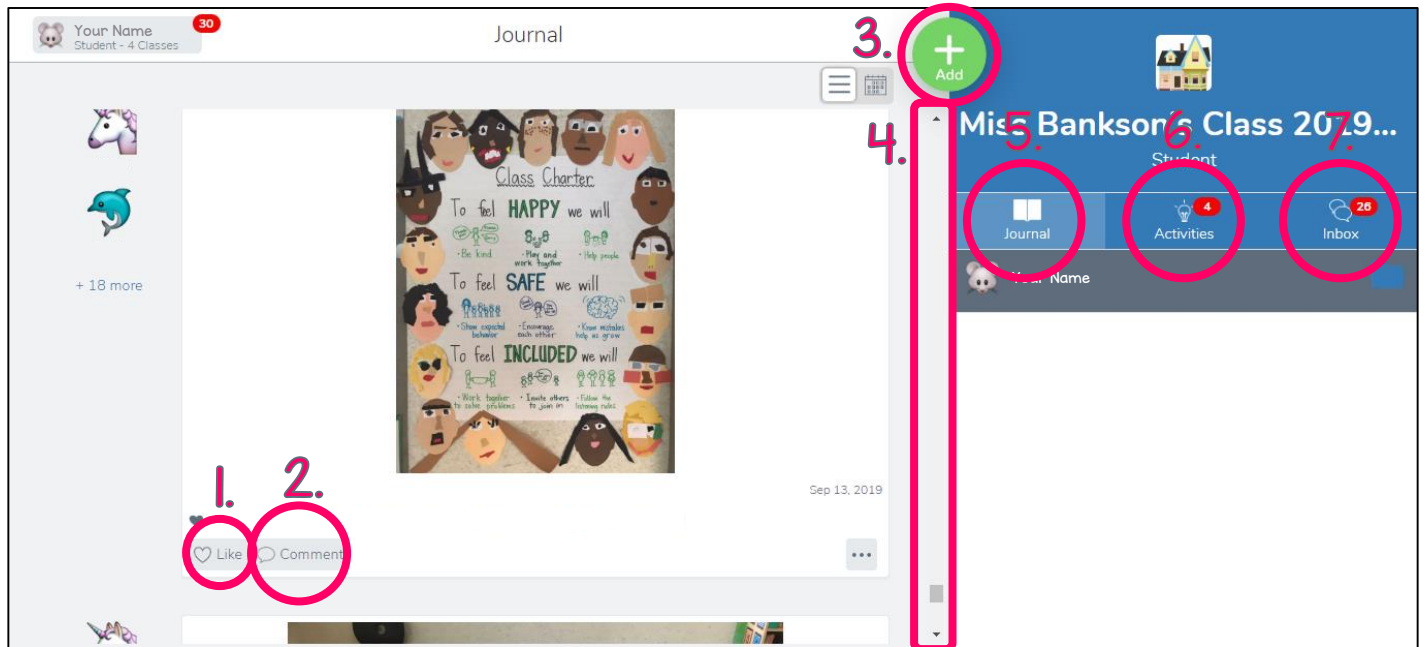 Your Name
30
Student - 4 Classes
Journal
3.
Add
4.
Miss Bankson's Class 2019...
5.
6.
7.
Student
Journal
4
Activities
26
Inbox
Your Name
+ 18 more
Class Charter
To feel HAPPY we will
·Be kind
·Play and
work together
·Help people
To feel SAFE we will
·Show expected
behavior
·Encourage
each other
·Know mistakes
help us grow
To feel INCLUDED we will
·Work together
to solve problems
·Invite others
to join in
·Follow the
listening rules.
Sep 13, 2019
1.
2.
Like
Comment